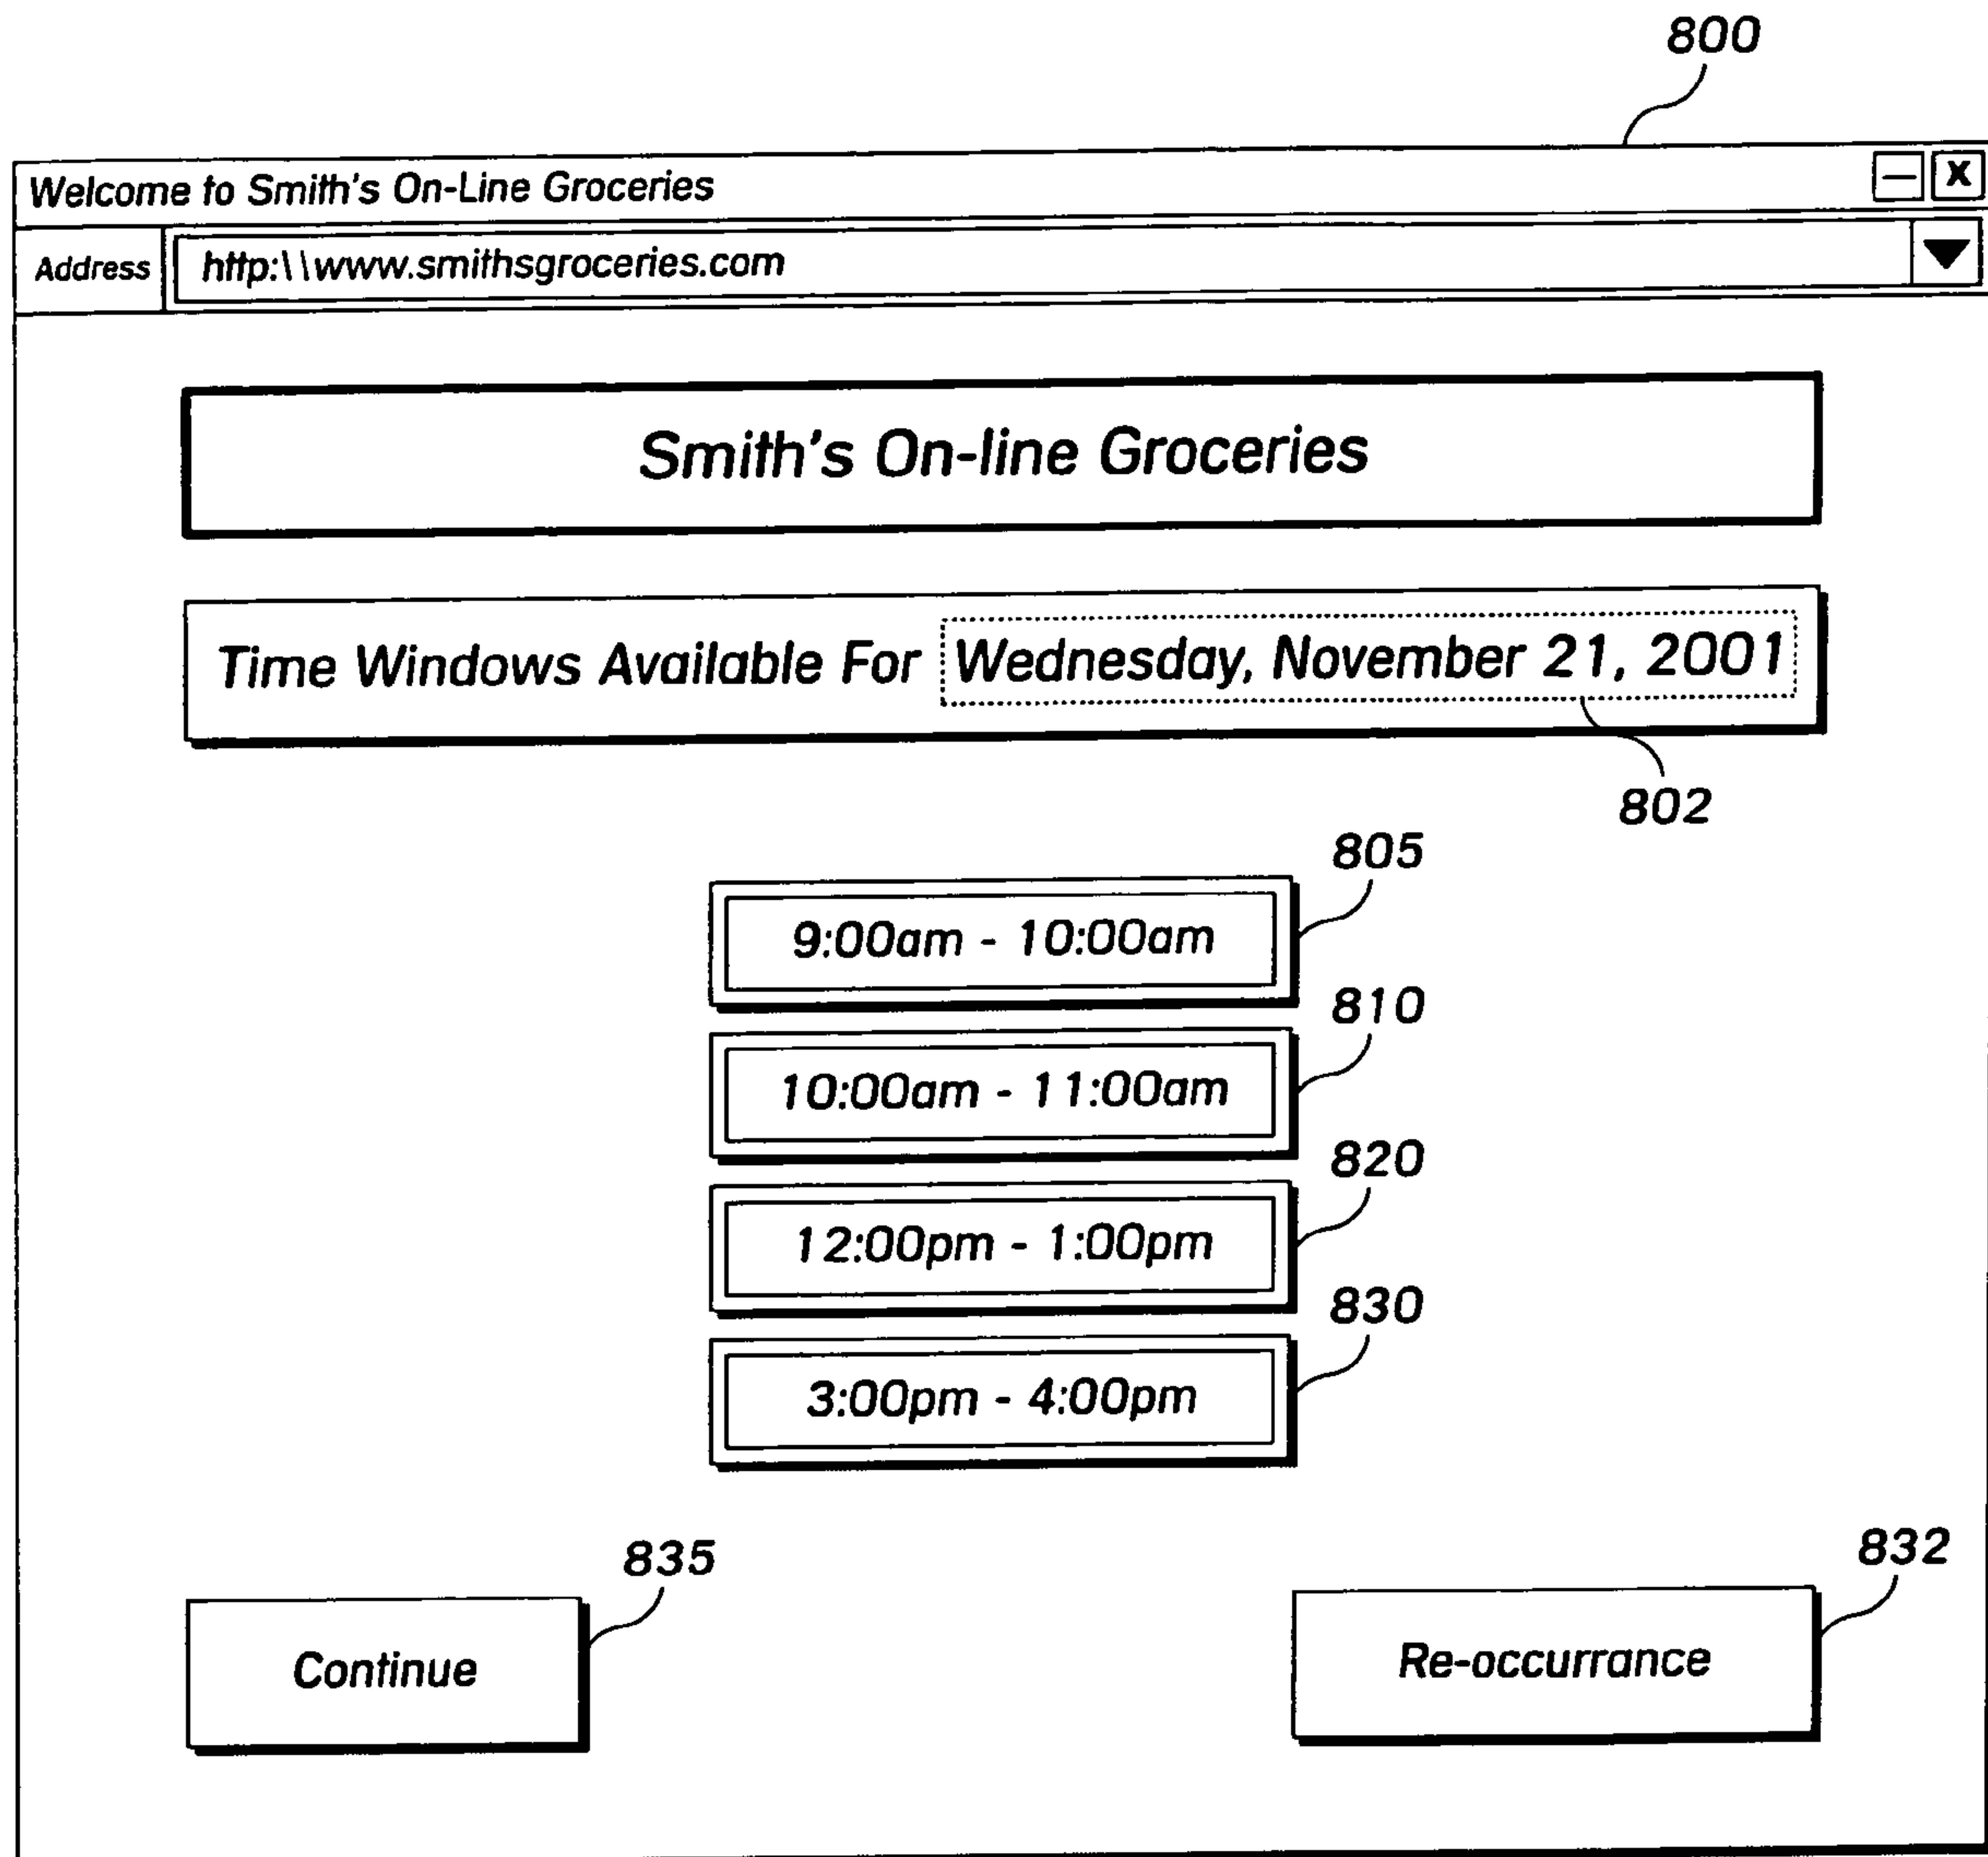 800
Welcome to Smith's On-Line Groceries
— X
Address http:\\www.smithsgroceries.com
Smith's On-line Groceries
Time Windows Available For Wednesday, November 21, 2001
802
805
9:00am - 10:00am
810
10:00am - 11:00am
820
12:00pm - 1:00pm
830
3:00pm - 4:00pm
835
832
Continue
Re-occurrance